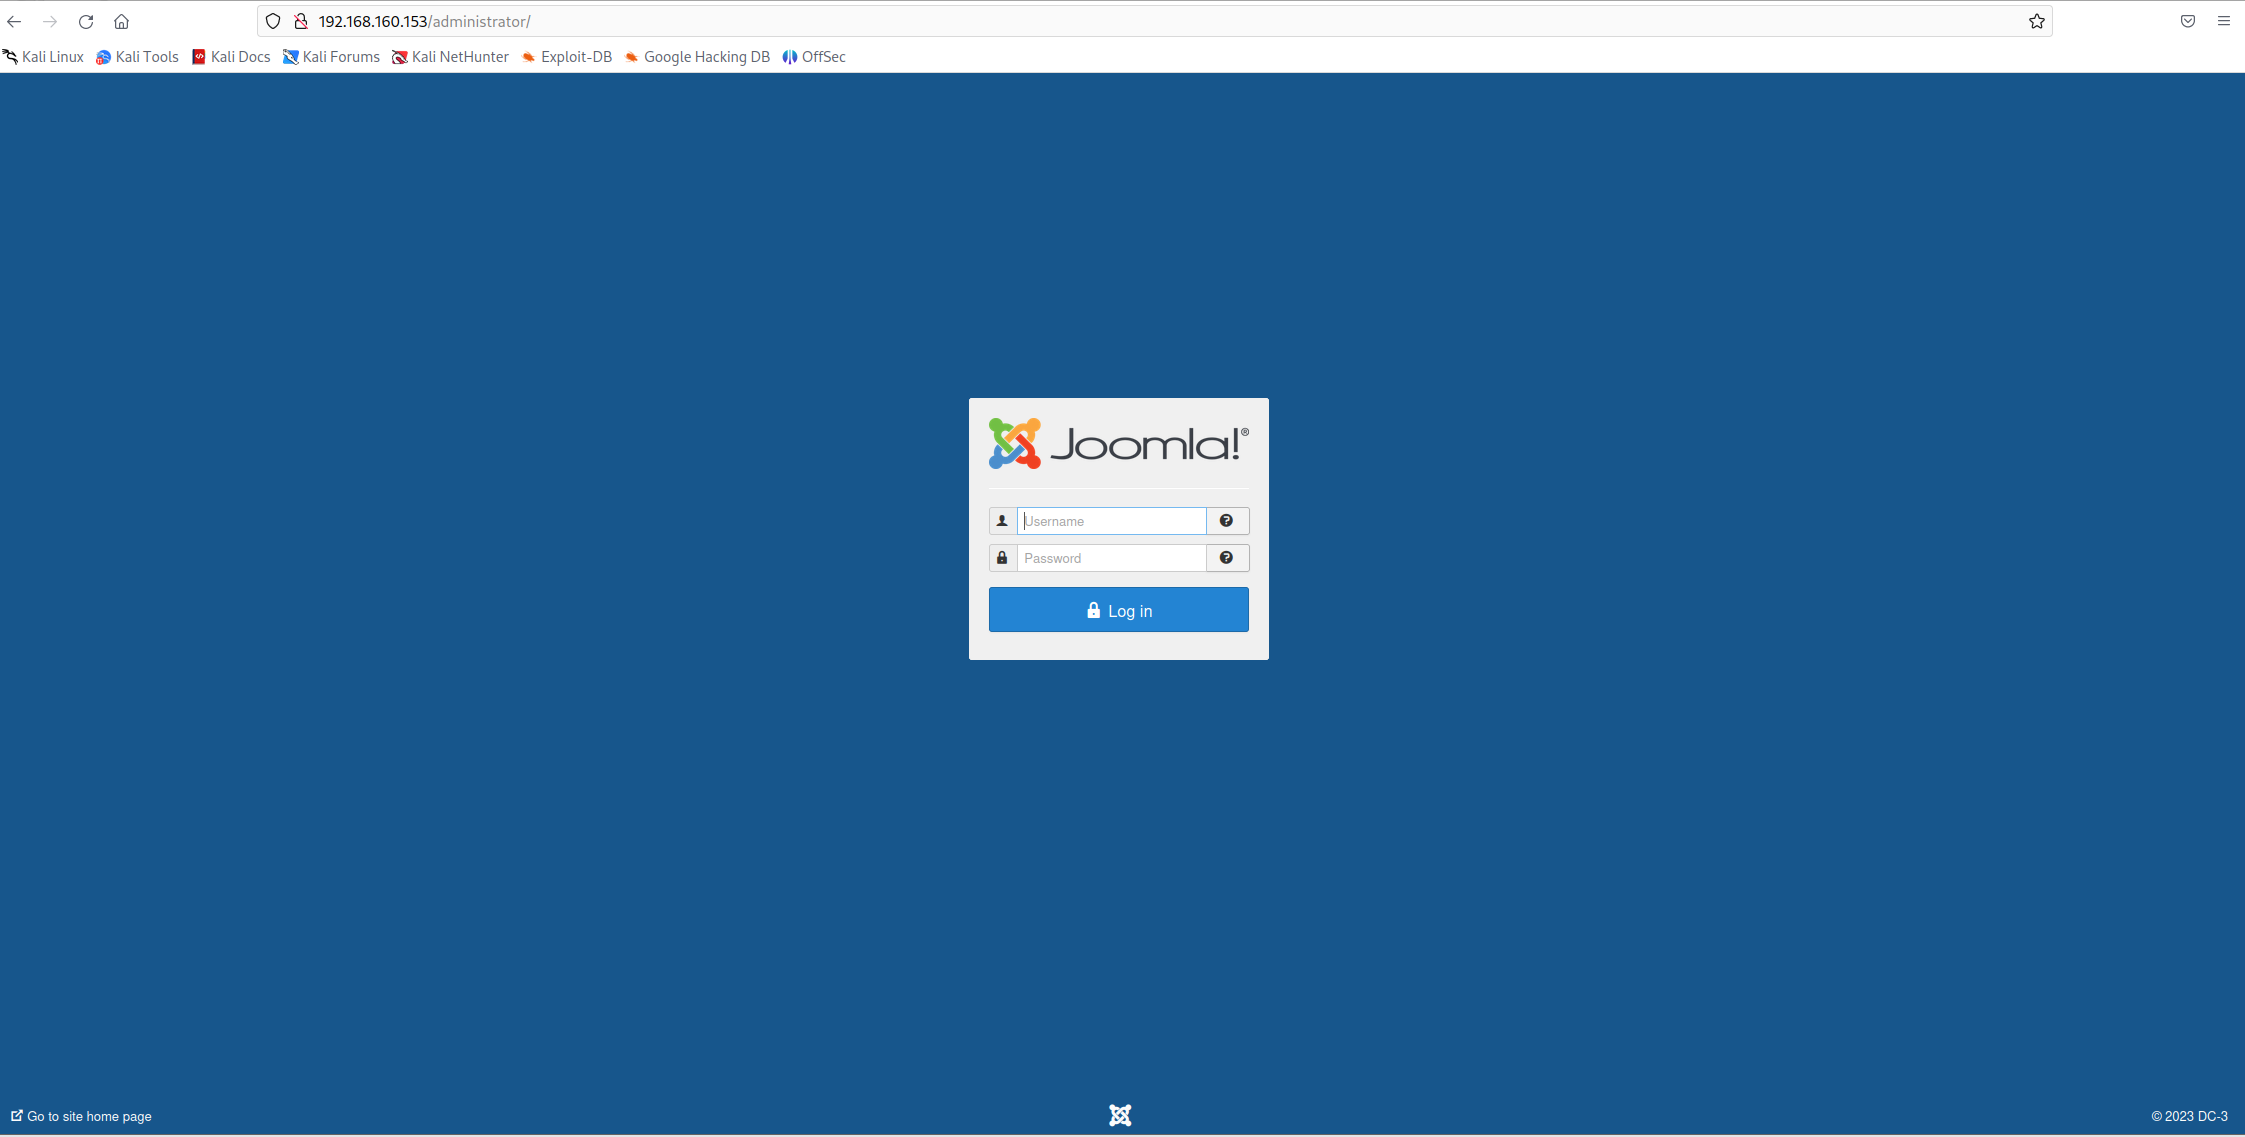 192.168.160.153/administrator/
Kali Linux Kali Tools Kali Docs Kali Forums Kali NetHunter Exploit-DB Google Hacking DB OffSec
Joomla!®
Username
Password
Log in
Go to site home page © 2023 DC-3